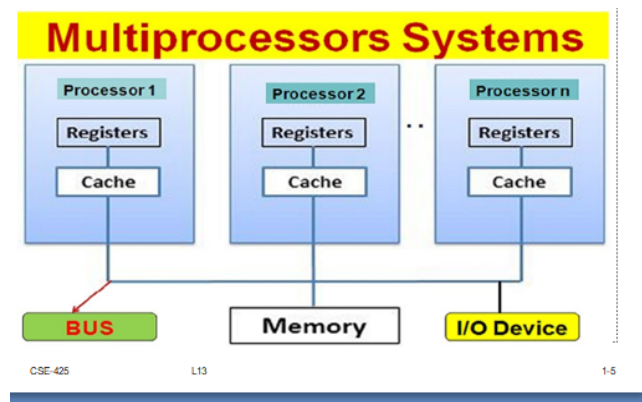 Multiprocessors Systems
Processor 1
Processor 2
Processor n
Registers
Registers
. .
Registers
Cache
Cache
Cache
BUS
Memory
I/O Device
CSE-425
L13
1-5